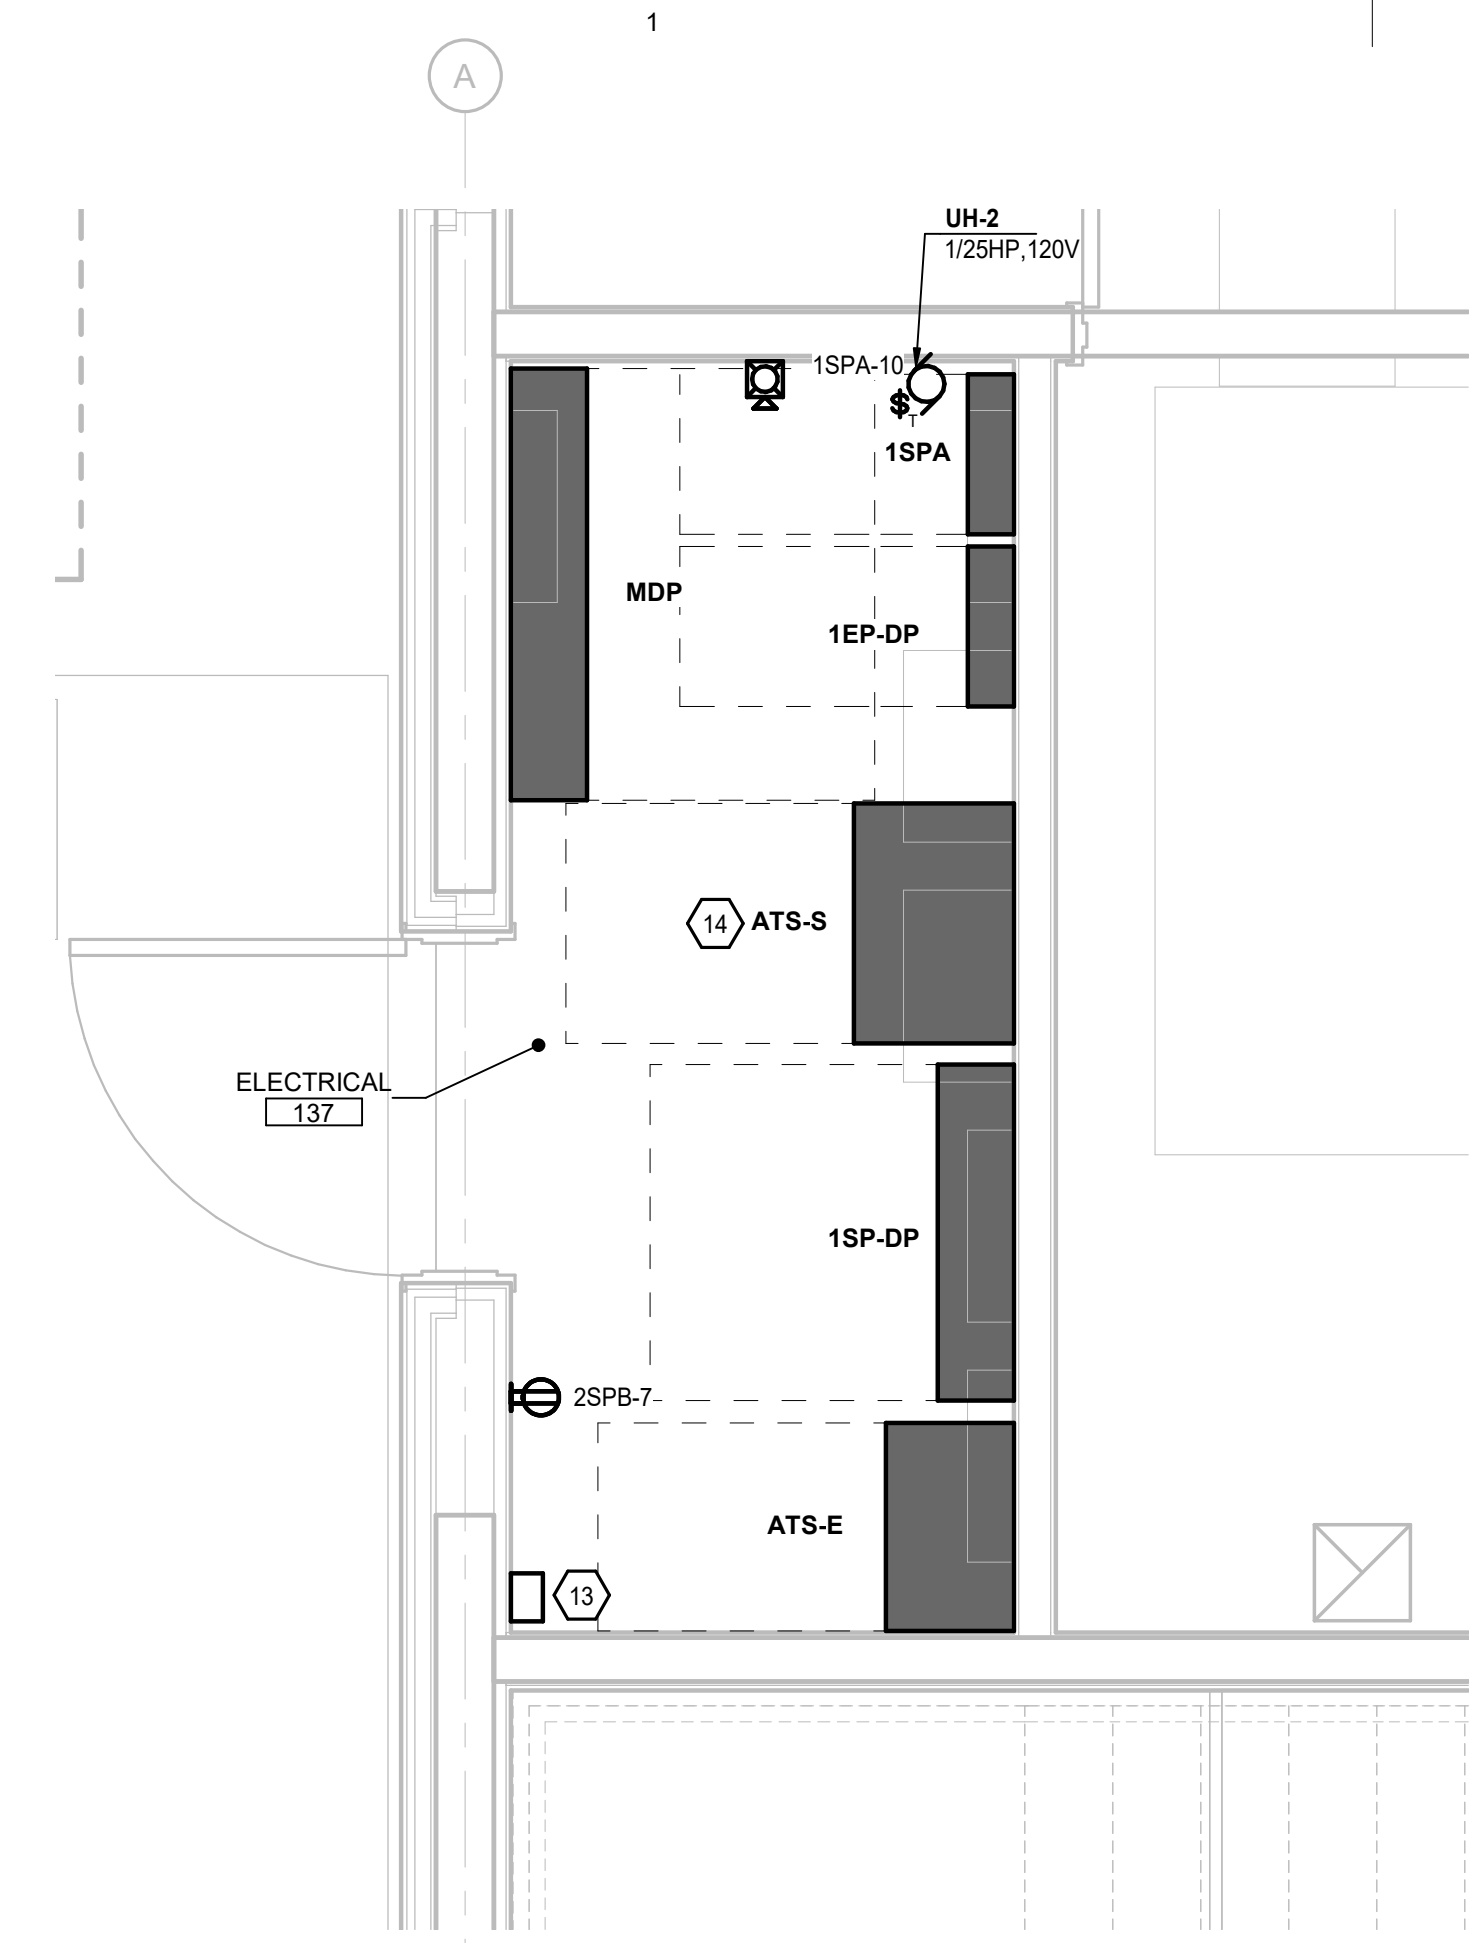 1
A
UH-2
1/25HP,120V
1SPA-10
$T
1SPA
MDP
1EP-DP
14
ATS-S
ELECTRICAL
137
1SP-DP
2SPB-7
ATS-E
13